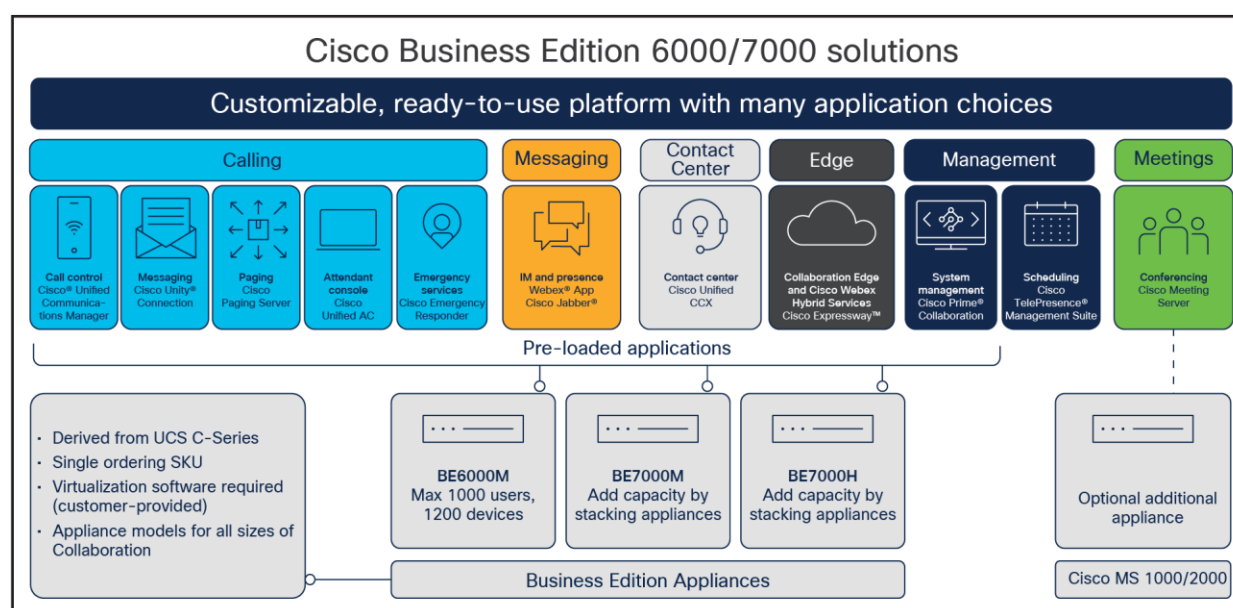 Cisco Business Edition 6000/7000 solutions
Customizable, ready-to-use platform with many application choices
Calling
Messaging
Contact
Center
Edge
Management
Meetings
Call control
Cisco® Unified
Communica-
tions Manager
Messaging
Cisco Unity®
Connection
Paging
Cisco
Paging Server
Attendant
console
Cisco
Unified AC
Emergency
services
Cisco Emergency
Responder
IM and presence
Webex® App
Cisco Jabber®
Contact center
Cisco Unified
CCX
Collaboration Edge
and Cisco Webex
Hybrid Services
Cisco Expressway™
System
management
Cisco Prime®
Collaboration
Scheduling
Cisco
TelePresence®
Management Suite
Conferencing
Cisco Meeting
Server
Pre-loaded applications
· Derived from UCS C-Series
· Single ordering SKU
· Virtualization software required
(customer-provided)
· Appliance models for all sizes of
Collaboration
BE6000M
Max 1000 users,
1200 devices
BE7000M
Add capacity by
stacking appliances
BE7000H
Add capacity by
stacking appliances
Optional additional
appliance
Business Edition Appliances
Cisco MS 1000/2000